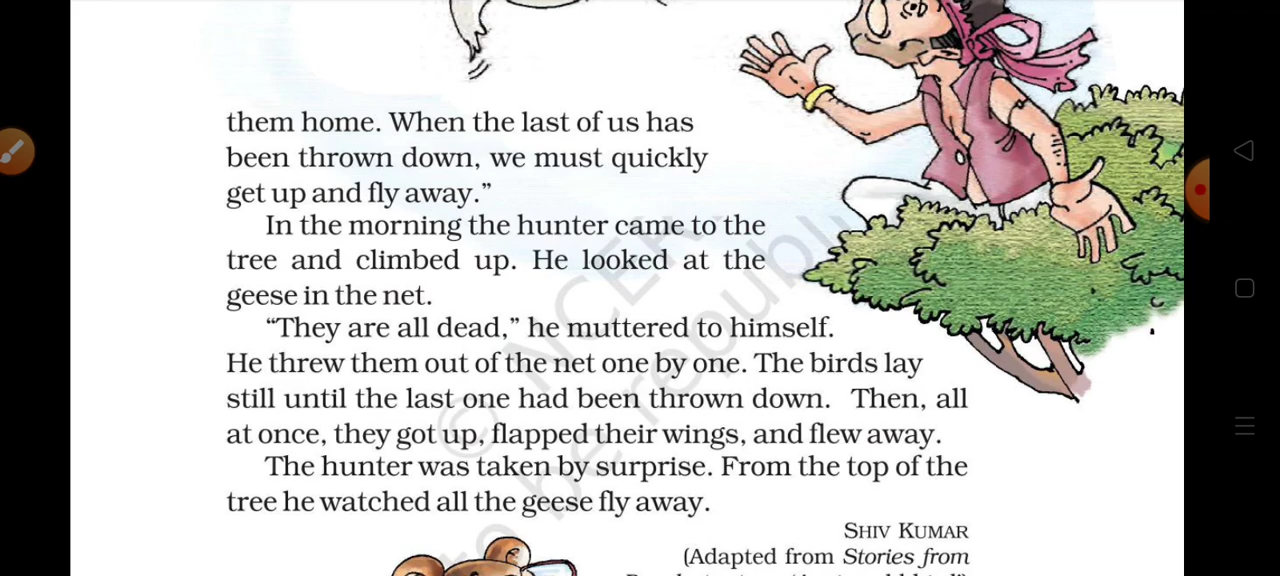 them home. When the last of us has
been thrown down, we must quickly
get up and fly away.”
In the morning the hunter came to the
tree and climbed up. He looked at the
geese in the net.
“They are all dead,” he muttered to himself.
He threw them out of the net one by one. The birds lay
still until the last one had been thrown down. Then, all
at once, they got up, flapped their wings, and flew away.
The hunter was taken by surprise. From the top of the
tree he watched all the geese fly away.
SHIV KUMAR
(Adapted from Stories from
© NCER
be republi